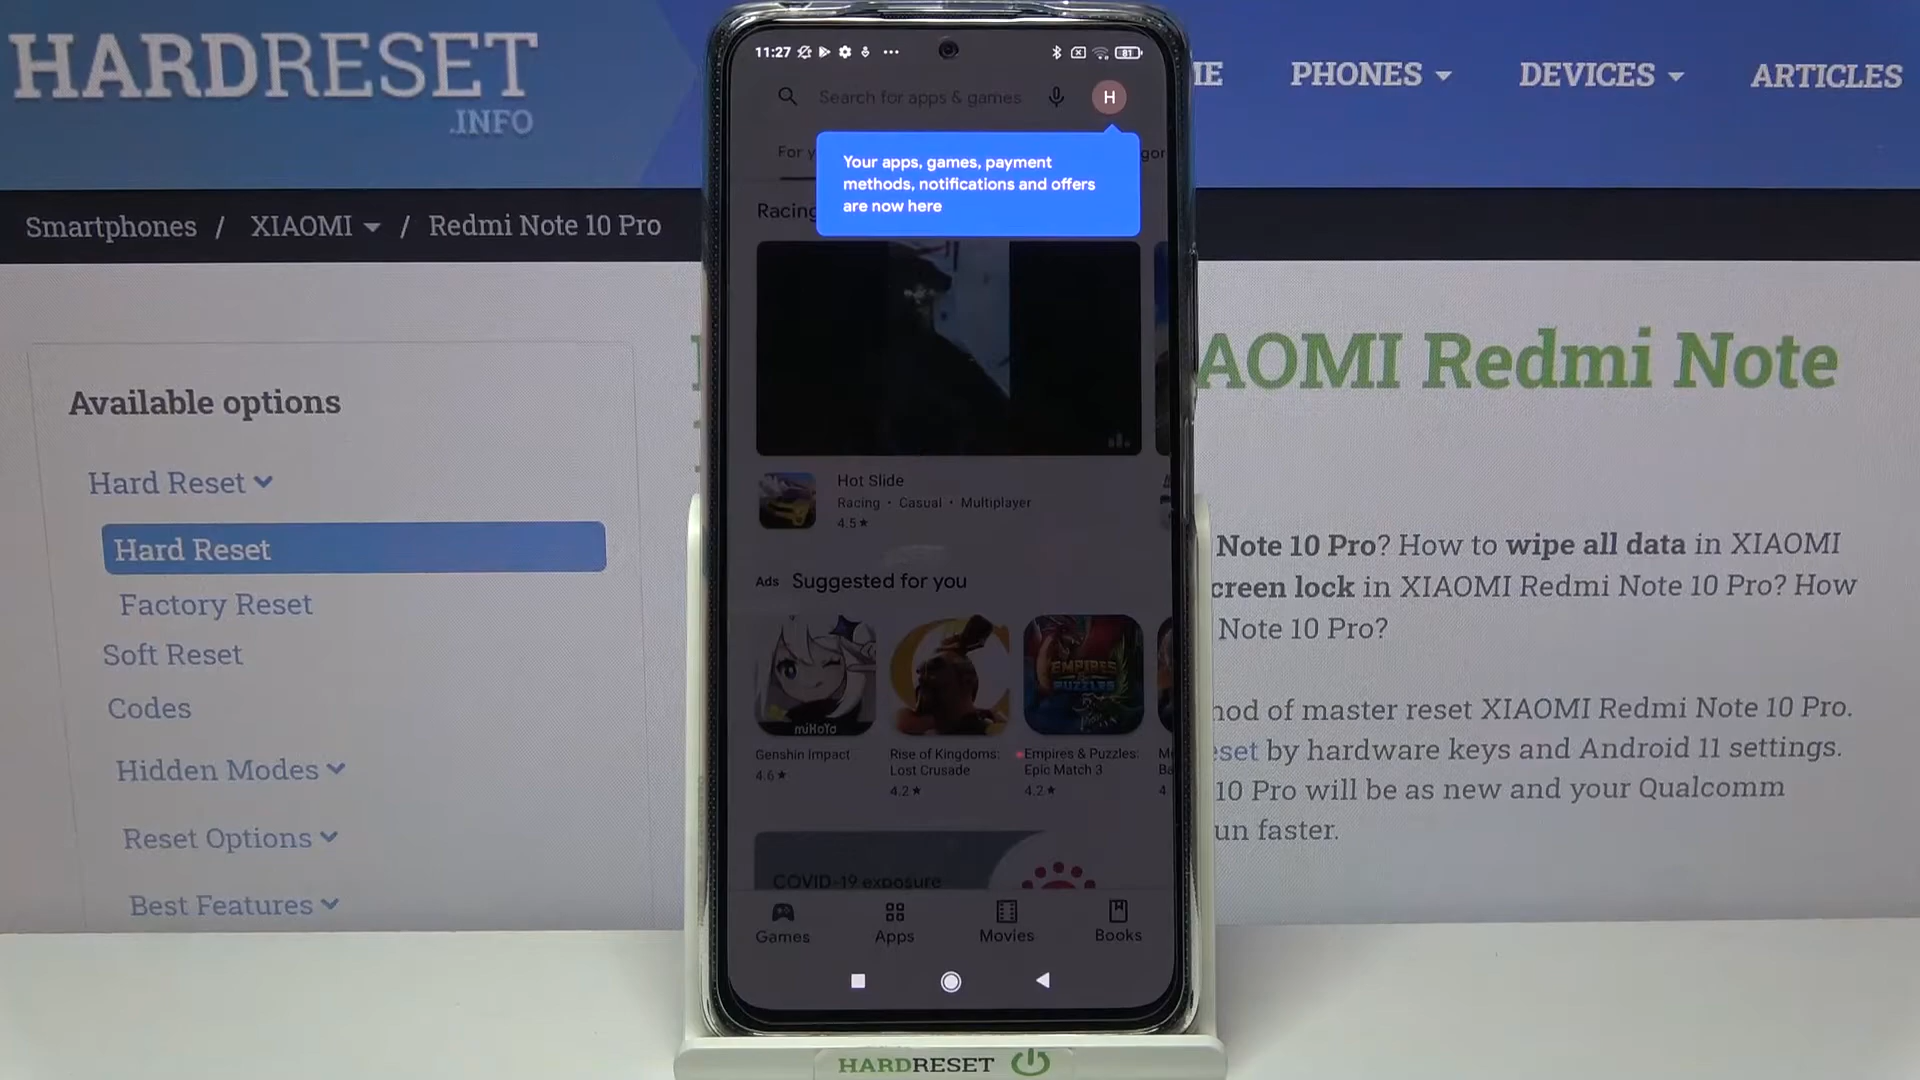 HARDRESET
.INFO
PHONES
DEVICES
ARTICLES
Smartphones / XIAOMI / Redmi Note 10 Pro
Available options
Hard Reset
Hard Reset
Factory Reset
Soft Reset
Codes
Hidden Modes
Reset Options
Best Features
11:27
81
Search for apps & games
H
Your apps, games, payment
methods, notifications and offers
are now here
For y
gor
Racing
Hot Slide
Racing • Casual • Multiplayer
4.5★
Ads Suggested for you
EMPIRES
& PUZZLES
miHoYo
Genshin Impact
4.6★
Rise of Kingdoms:
Lost Crusade
4.2★
Empires & Puzzles:
Epic Match 3
4.2★
COVID-19 exposure
Games
Apps
Movies
Books
AOMI Redmi Note
Note 10 Pro? How to wipe all data in XIAOMI
creen lock in XIAOMI Redmi Note 10 Pro? How
Note 10 Pro?
hod of master reset XIAOMI Redmi Note 10 Pro.
eset by hardware keys and Android 11 settings.
10 Pro will be as new and your Qualcomm
un faster.
HARDRESET